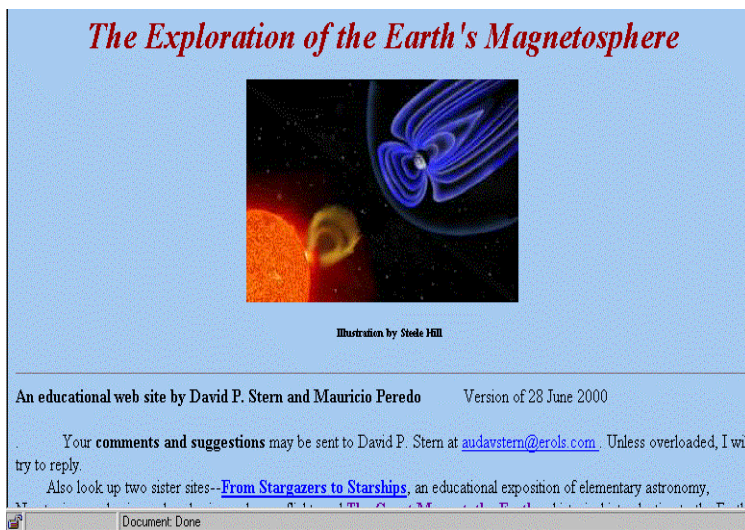 The Exploration of the Earth's Magnetosphere
Illustration by Steele Hill
An educational web site by David P. Stern and Mauricio Peredo Version of 28 June 2000
. Your comments and suggestions may be sent to David P. Stern at audavstern@erols.com . Unless overloaded, I wil
try to reply.
Also look up two sister sites--From Stargazers to Starships, an educational exposition of elementary astronomy,
Document: Done